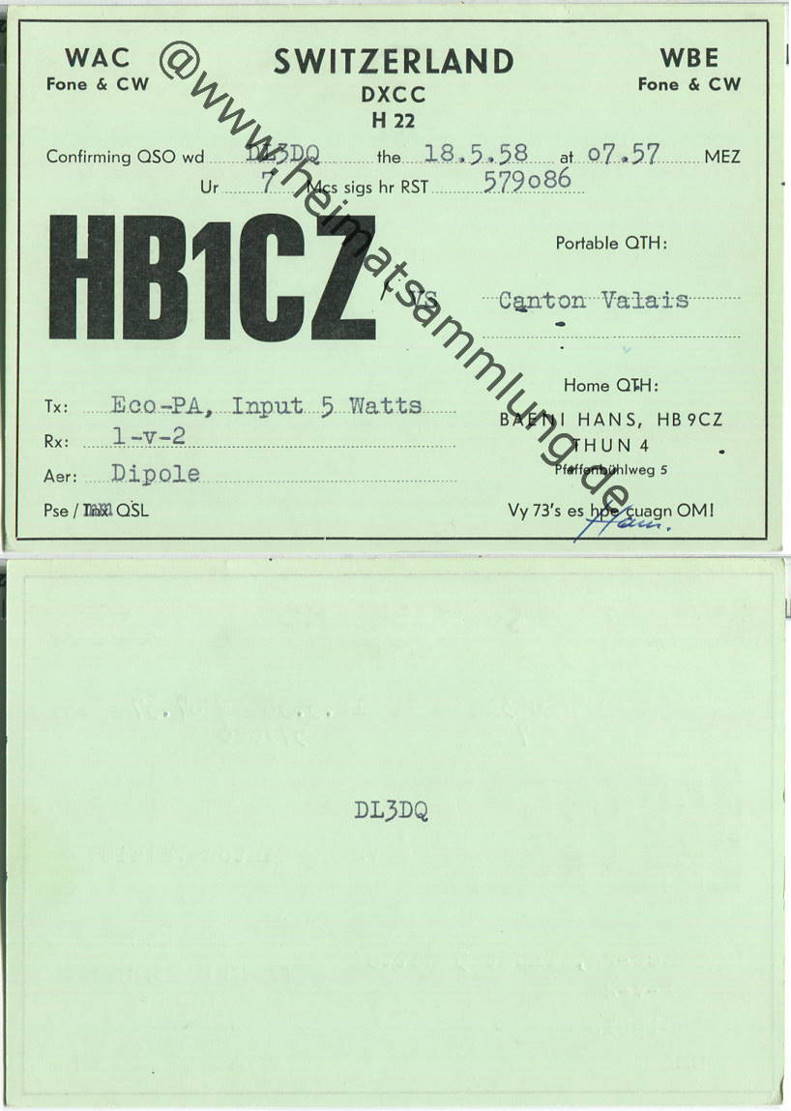 WAC SWITZERLAND WBE
Fone & CW DXCC Fone & CW
H 22
Confirming QSO wd DL3DQ the 18.5.58 at 07.57 MEZ
Ur 7 Mcs sigs hr RST 579086
HB1CZ / VS
Portable QTH:
Canton Valais
Home QTH:
BAENI HANS, HB9CZ
THUN 4
Pfaffenbühlweg 5
Tx: Eco-PA, Input 5 Watts
Rx: 1-v-2
Aer: Dipole
Pse / Tnx QSL
Vy 73's es hpe cuagn OM!
@www.heimatsammlung.de
DL3DQ